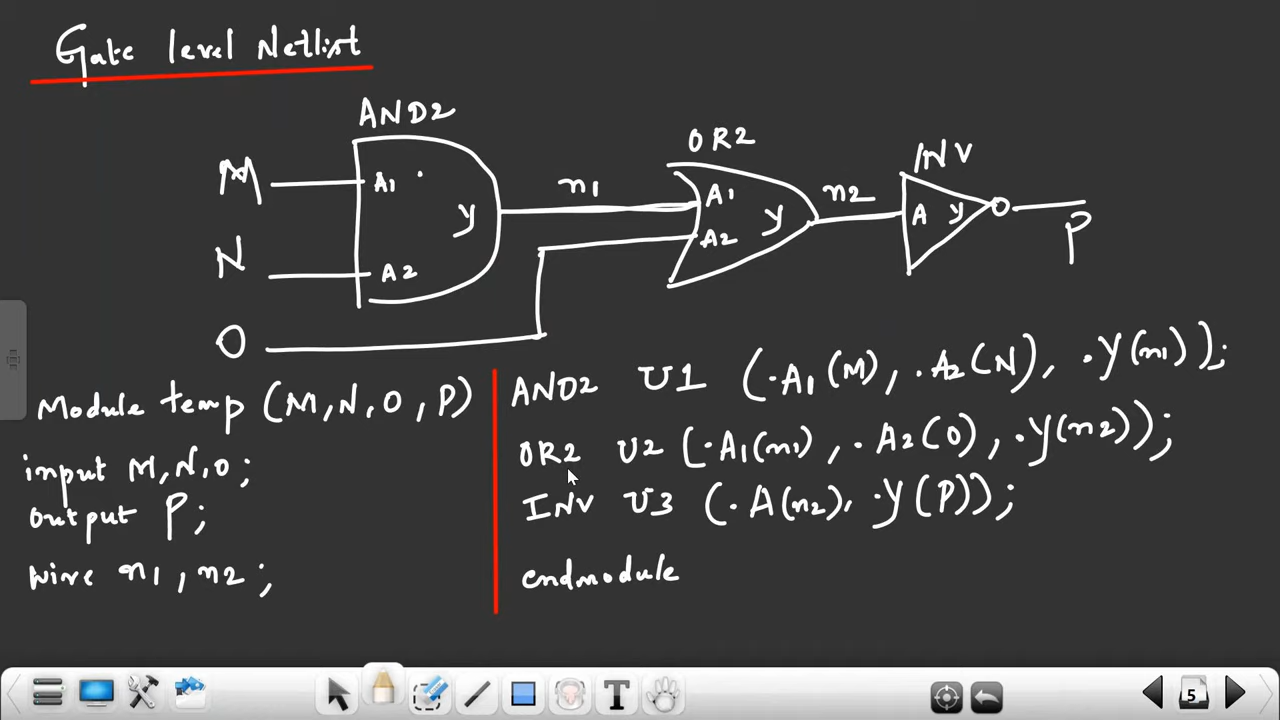 Gate level Netlist
AND2
OR2
INV
M
A1
n1
A1
n2
Y
Y
A
Y
P
N
A2
A2
O
Module temp (M,N,O,P)
input M,N,O;
Output P;
wire n1,n2;
AND2 U1 (.A1(M), .A2(N), .Y(n1));
OR2 U2 (.A1(n1), .A2(O), .Y(n2));
INV U3 (.A(n2), .Y(P));
endmodule
T
5